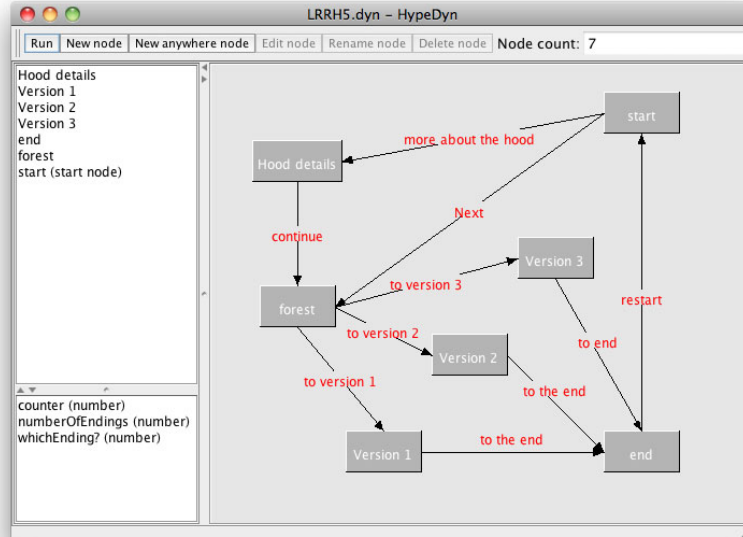 LRRH5.dyn – HypeDyn
Run New node New anywhere node Edit node Rename node Delete node Node count: 7
Hood details
Version 1
Version 2
Version 3
end
forest
start (start node)
counter (number)
numberOfEndings (number)
whichEnding? (number)
start
more about the hood
Hood details
Next
continue
Version 3
to version 3
restart
forest
to version 2
to end
Version 2
to version 1
to the end
to the end
Version 1
end